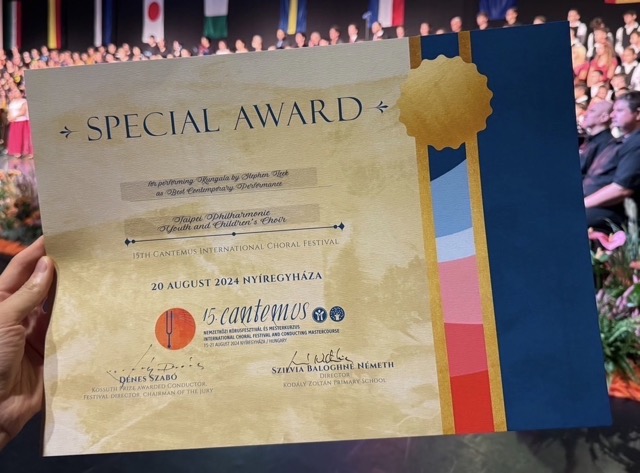 SPECIAL AWARD
for performing Kungala by Stephen Leek
as Best Contemporary Performance
Taipei Philharmonic
Youth and Children's Choir
15TH CANTEMUS INTERNATIONAL CHORAL FESTIVAL
20 AUGUST 2024 NYÍREGYHÁZA
15. cantemus
NEMZETKÖZI KÓRUSFESZTIVÁL ÉS MESTERKURZUS
INTERNATIONAL CHORAL FESTIVAL AND CONDUCTING MASTERCOURSE
DÉNES SZABÓ
KOSSUTH PRIZE AWARDED CONDUCTOR
FESTIVAL DIRECTOR, CHAIRMAN OF THE JURY
SZILVIA BALOGHNÉ NÉMETH
DIRECTOR
KODÁLY ZOLTÁN PRIMARY SCHOOL